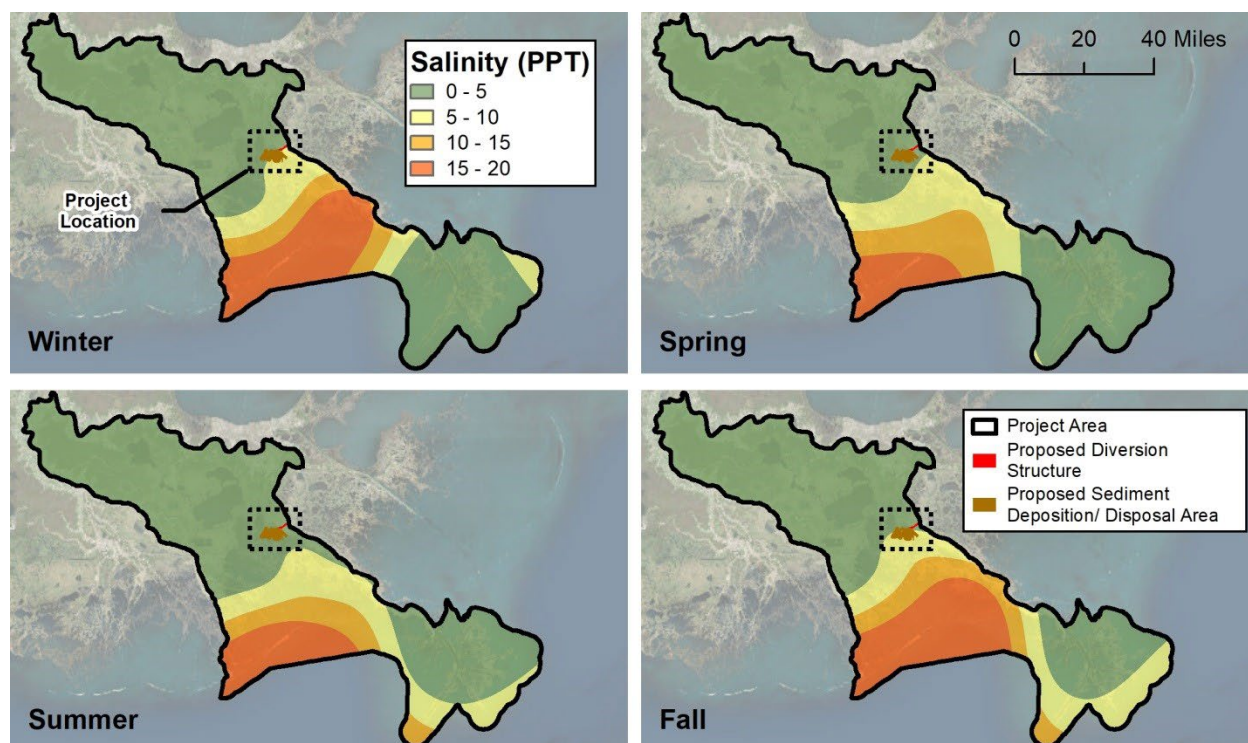 Salinity (PPT)
0 - 5
5 - 10
10 - 15
15 - 20
Project
Location
Winter
0 20 40 Miles
Spring
Summer
Project Area
Proposed Diversion
Structure
Proposed Sediment
Deposition/ Disposal Area
Fall